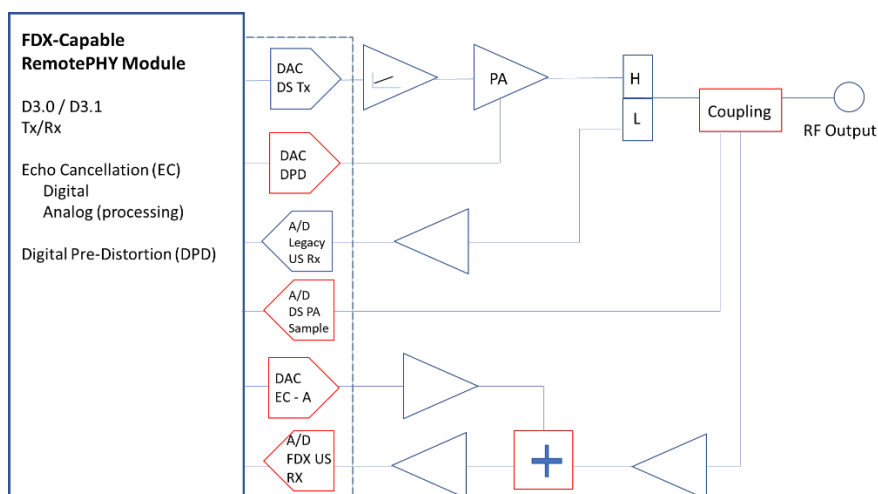 FDX-Capable
RemotePHY Module
D3.0 / D3.1
Tx/Rx
Echo Cancellation (EC)
Digital
Analog (processing)
Digital Pre-Distortion (DPD)
DAC
DS Tx
PA
H
L
Coupling
RF Output
DAC
DPD
A/D
Legacy
US Rx
A/D
DS PA
Sample
DAC
EC - A
A/D
FDX US
RX
+